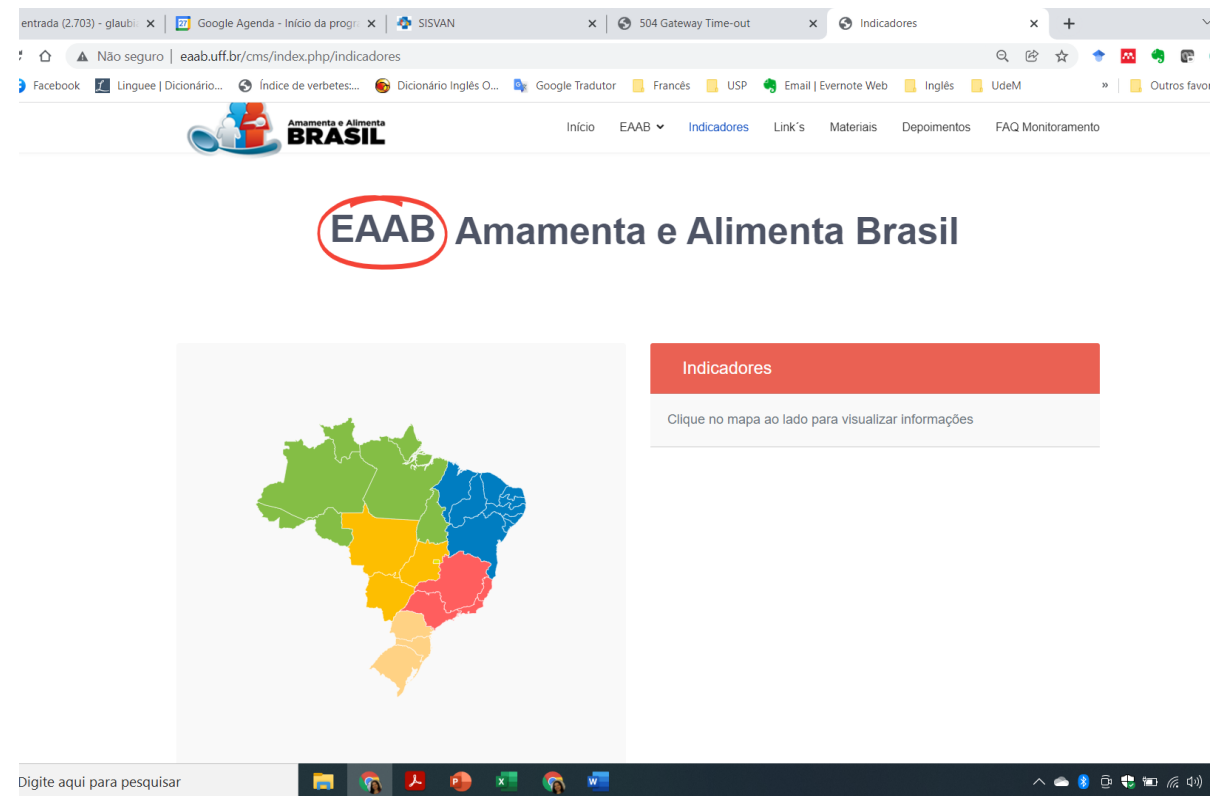 entrada (2.703) - glaubi
Google Agenda - Início da progra
SISVAN
504 Gateway Time-out
Indicadores
Não seguro | eaab.uff.br/cms/index.php/indicadores
Facebook
Linguee | Dicionário...
Índice de verbetes:...
Dicionário Inglês O...
Google Tradutor
Francês
USP
Email | Evernote Web
Inglês
UdeM
»
Outros favor
Amamenta e Alimenta
BRASIL
Início
EAAB
Indicadores
Link´s
Materiais
Depoimentos
FAQ Monitoramento
EAAB Amamenta e Alimenta Brasil
Indicadores
Clique no mapa ao lado para visualizar informações
Digite aqui para pesquisar